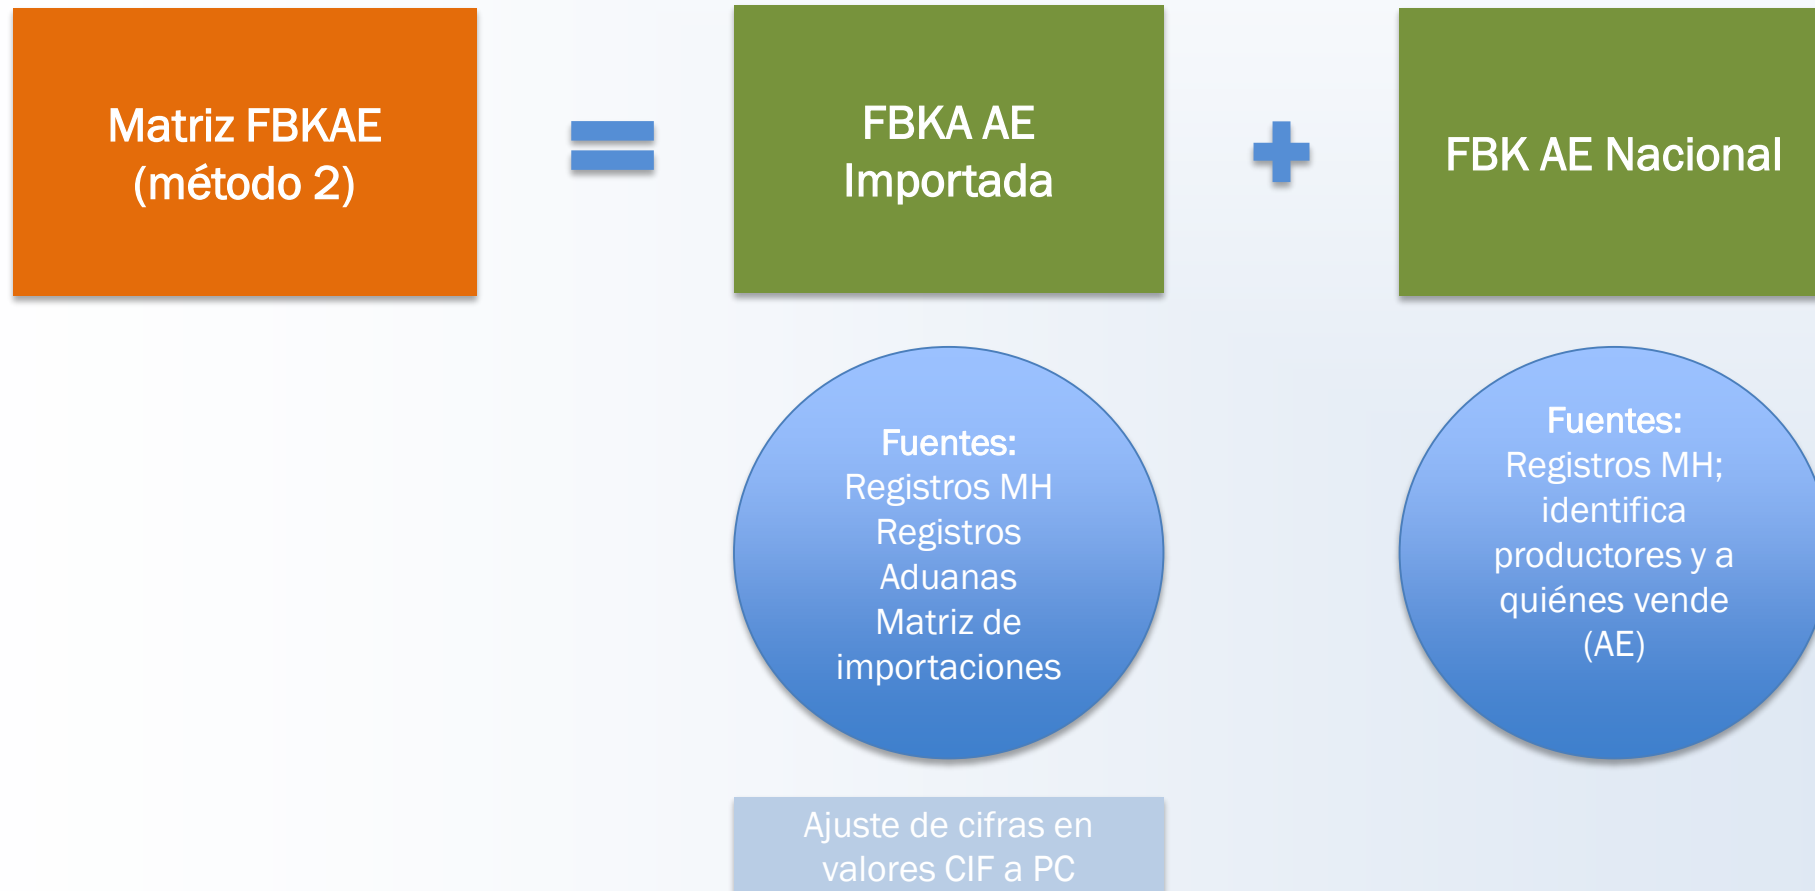 Matriz FBKAE
(método 2)
=
FBKA AE
Importada
+
FBK AE Nacional
Fuentes:
Registros MH
Registros
Aduanas
Matriz de
importaciones
Fuentes:
Registros MH;
identifica
productores y a
quiénes vende
(AE)
Ajuste de cifras en
valores CIF a PC